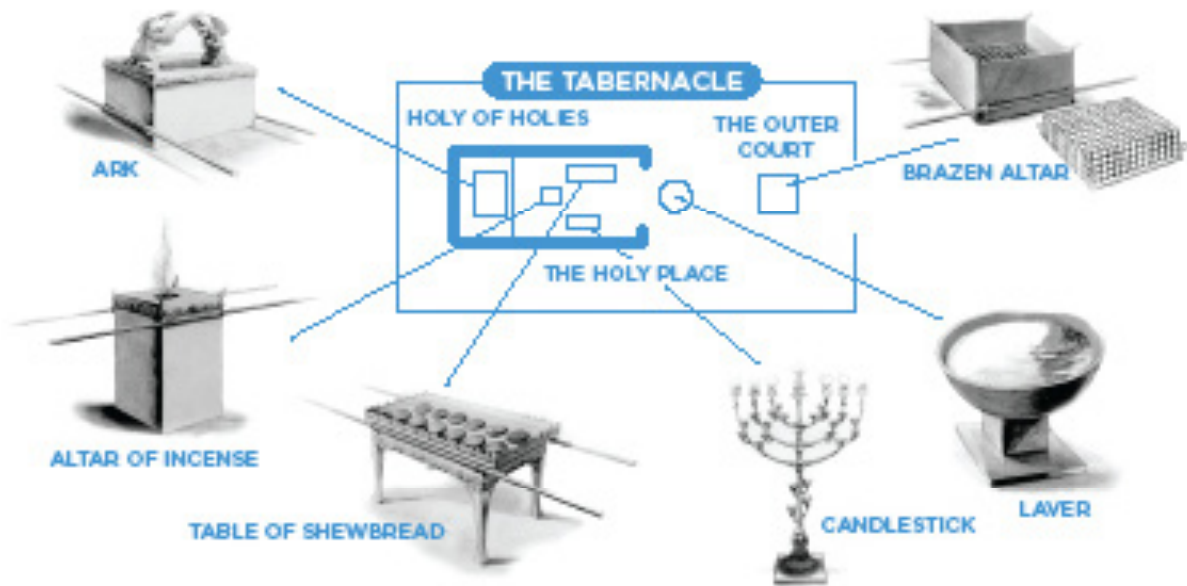 THE TABERNACLE
HOLY OF HOLIES
THE OUTER
COURT
ARK
BRAZEN ALTAR
THE HOLY PLACE
ALTAR OF INCENSE
TABLE OF SHEWBREAD
CANDLESTICK
LAVER